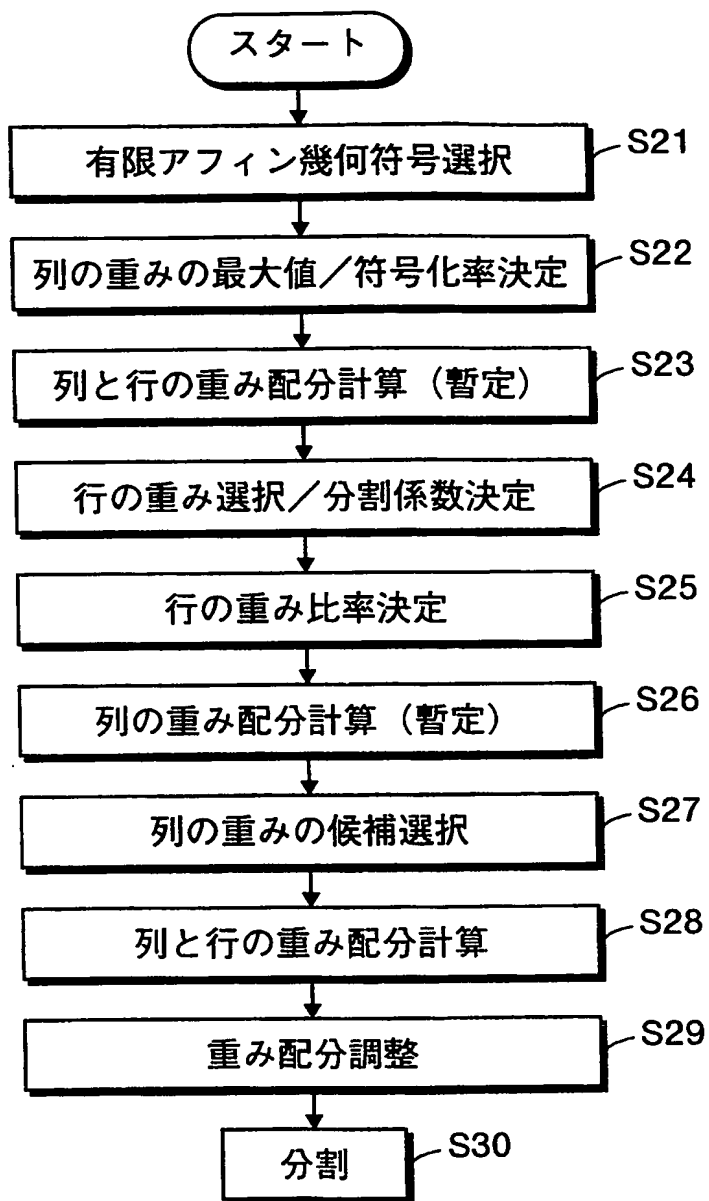 スタート
有限アフィン幾何符号選択
S21
列の重みの最大値／符号化率決定
S22
列と行の重み配分計算（暫定）
S23
行の重み選択／分割係数決定
S24
行の重み比率決定
S25
列の重み配分計算（暫定）
S26
列の重みの候補選択
S27
列と行の重み配分計算
S28
重み配分調整
S29
分割
S30